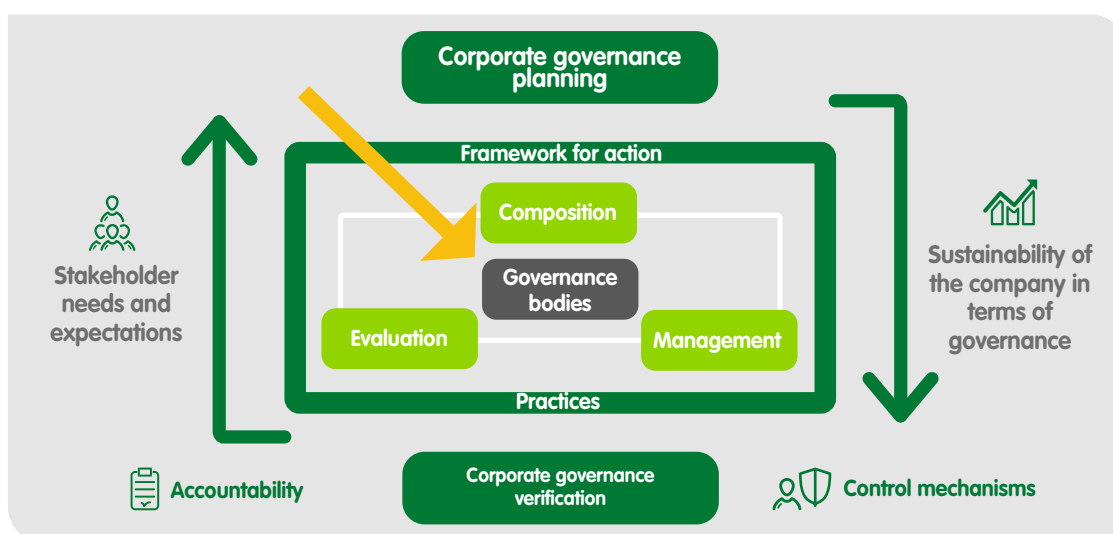 Corporate governance
planning
Framework for action
Composition
Governance
bodies
Evaluation
Management
Practices
Stakeholder
needs and
expectations
Sustainability of
the company in
terms of
governance
Accountability
Corporate governance
verification
Control mechanisms